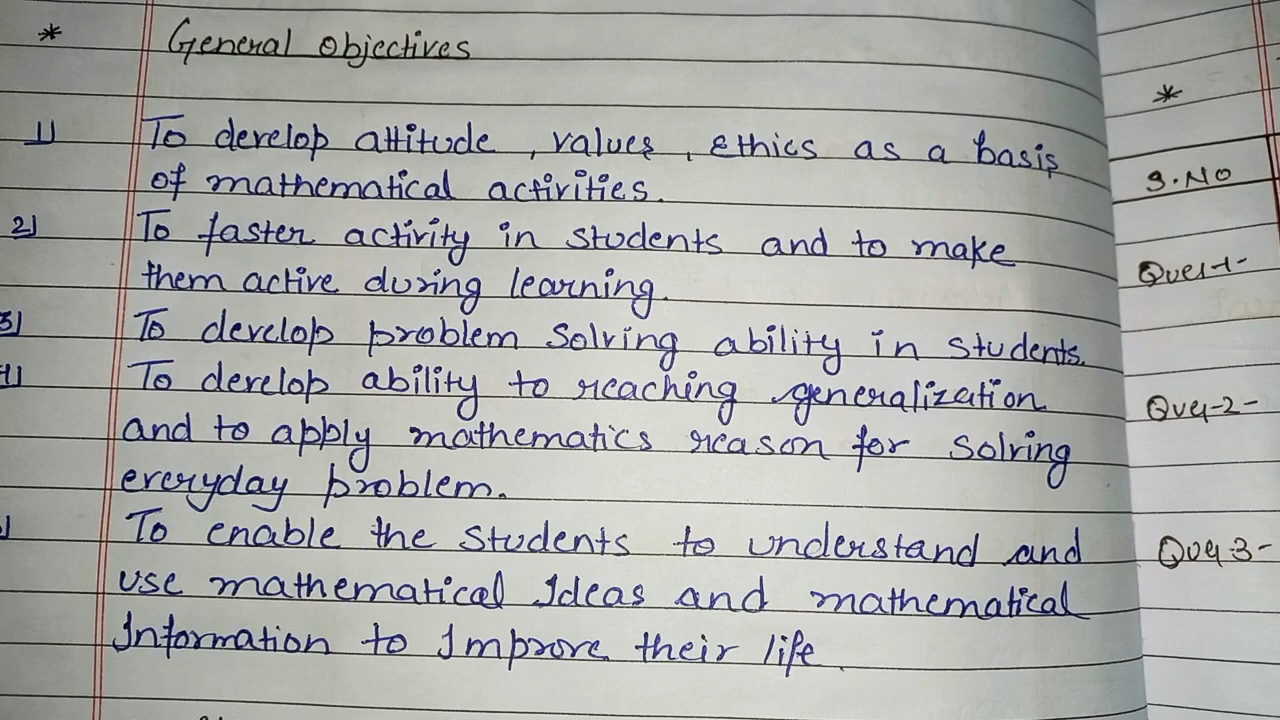 * General objectives
1) To develop attitude, values, Ethics as a basis
of mathematical activities.
2) To faster activity in students and to make
them active during learning.
3) To develop problem solving ability in students.
4) To develop ability to reaching generalization
and to apply mathematics reason for solving
everyday problem.
To enable the students to understand and
use mathematical Ideas and mathematical
Information to Improve their life.
*
S.NO
Ques-1-
Ques-2-
Ques-3-